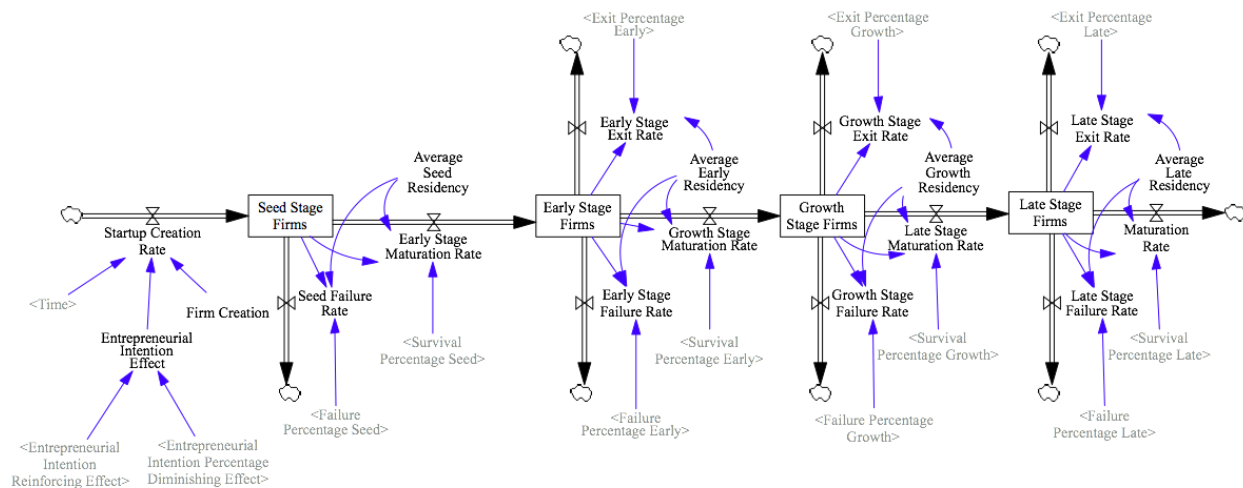 <Exit Percentage
Early>
<Exit Percentage
Growth>
<Exit Percentage
Late>
Early Stage
Exit Rate
Growth Stage
Exit Rate
Late Stage
Exit Rate
Average
Seed
Residency
Average
Early
Residency
Average
Growth
Residency
Average
Late
Residency
Seed Stage
Firms
Early Stage
Firms
Growth
Stage Firms
Late Stage
Firms
Startup Creation
Rate
Early Stage
Maturation Rate
Growth Stage
Maturation Rate
Late Stage
Maturation Rate
Maturation
Rate
<Time>
Firm Creation
Seed Failure
Rate
Early Stage
Failure Rate
Growth Stage
Failure Rate
Late Stage
Failure Rate
Entrepreneurial
Intention
Effect
<Survival
Percentage Seed>
<Survival
Percentage Early>
<Survival
Percentage Growth>
<Survival
Percentage Late>
<Failure
Percentage Seed>
<Failure
Percentage Early>
<Failure Percentage
Growth>
<Failure
Percentage Late>
<Entrepreneurial
Intention
Reinforcing Effect>
<Entrepreneurial
Intention Percentage
Diminishing Effect>